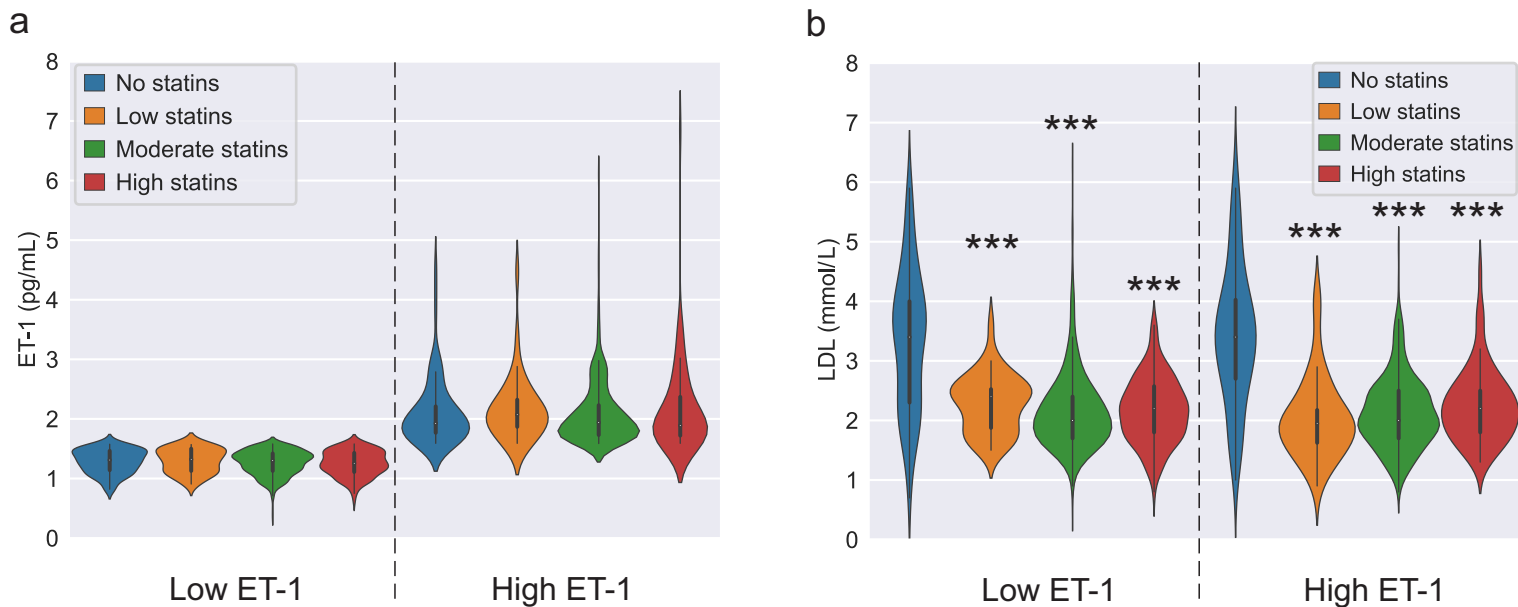 a
8
7
6
5
4
3
2
1
0
ET-1 (pg/mL)
No statins
Low statins
Moderate statins
High statins
Low ET-1
High ET-1
b
8
7
6
5
4
3
2
1
0
LDL (mmol/L)
No statins
Low statins
Moderate statins
High statins
***
***
***
***
***
***
Low ET-1
High ET-1